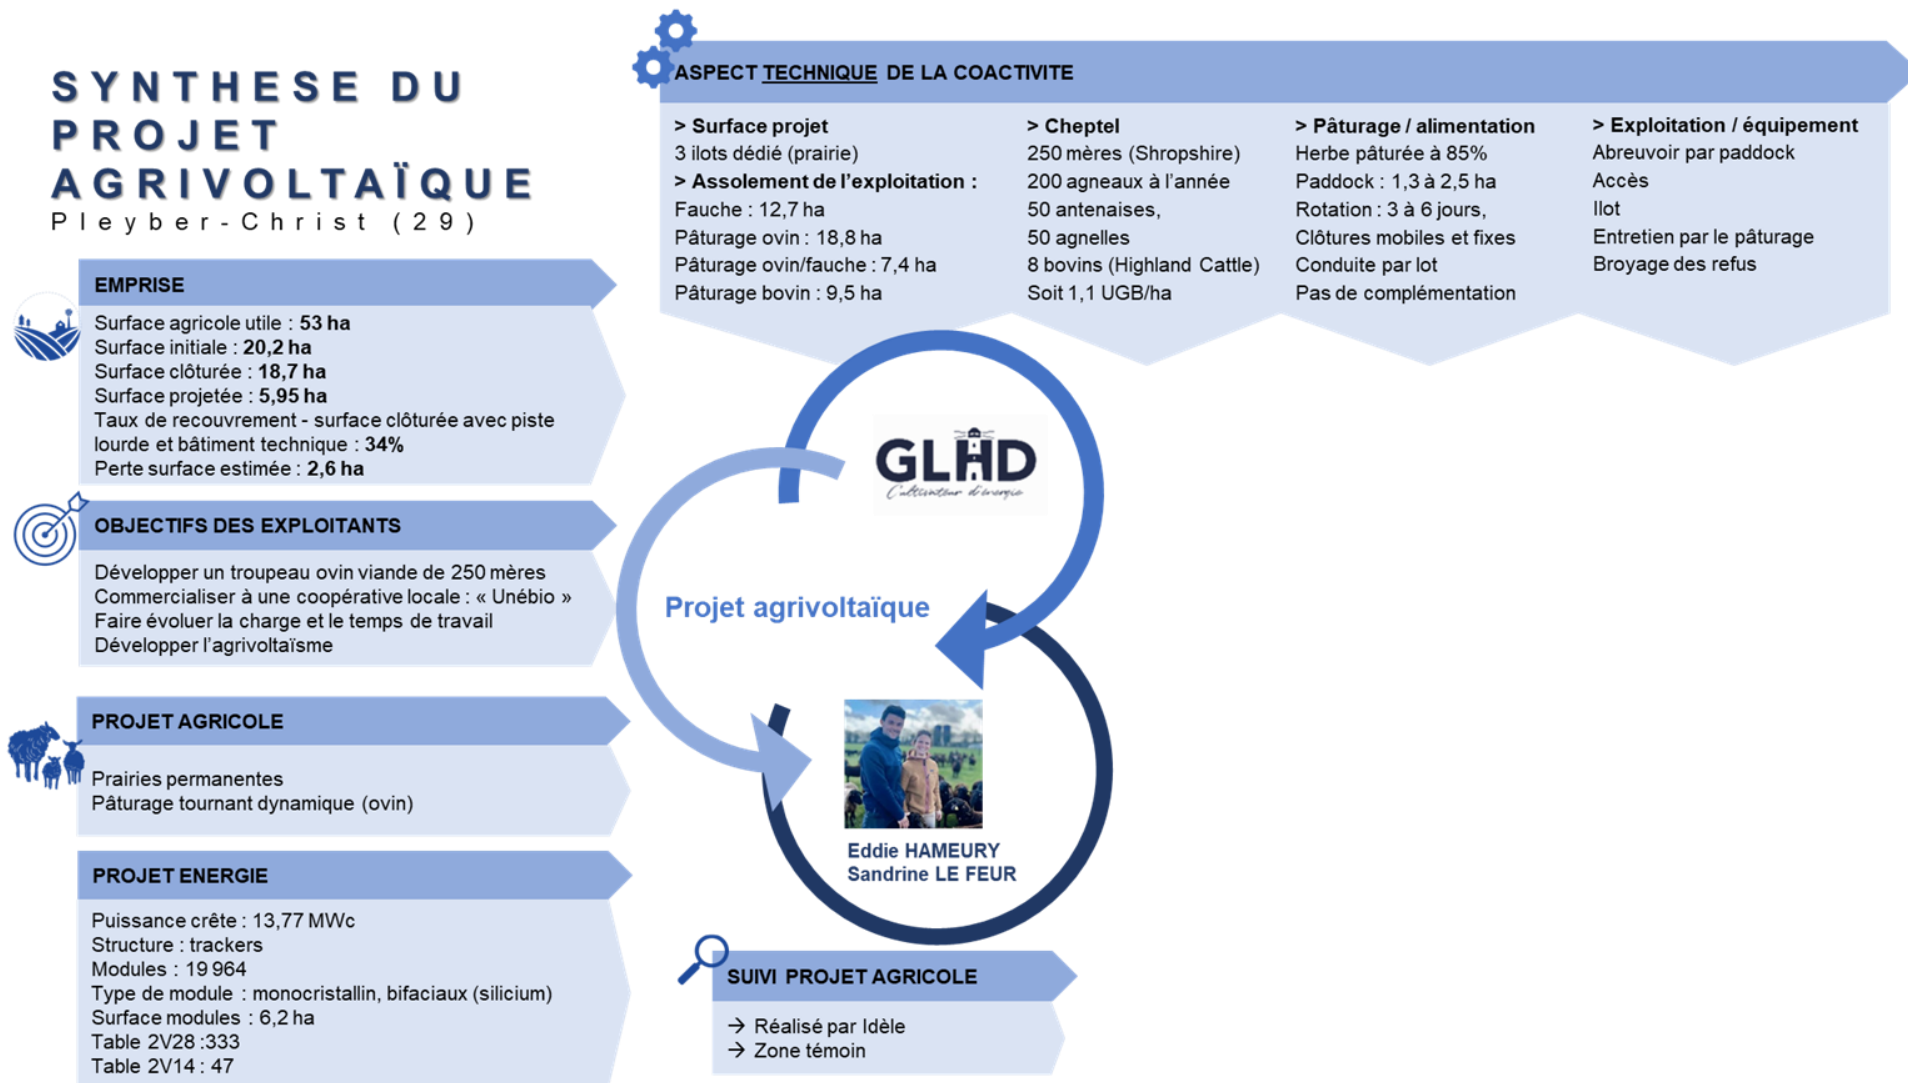 SYNTHESE DU
PROJET
AGRIVOLTAÏQUE
Pleyber-Christ (29)
EMPRISE
Surface agricole utile : 53 ha
Surface initiale : 20,2 ha
Surface clôturée : 18,7 ha
Surface projetée : 5,95 ha
Taux de recouvrement - surface clôturée avec piste
lourde et bâtiment technique : 34%
Perte surface estimée : 2,6 ha
OBJECTIFS DES EXPLOITANTS
Développer un troupeau ovin viande de 250 mères
Commercialiser à une coopérative locale : « Unébio »
Faire évoluer la charge et le temps de travail
Développer l'agrivoltaïsme
PROJET AGRICOLE
Prairies permanentes
Pâturage tournant dynamique (ovin)
PROJET ENERGIE
Puissance crête : 13,77 MWc
Structure : trackers
Modules : 19 964
Type de module : monocristallin, bifaciaux (silicium)
Surface modules : 6,2 ha
Table 2V28 :333
Table 2V14 : 47
ASPECT TECHNIQUE DE LA COACTIVITE
> Surface projet
3 ilots dédié (prairie)
> Assolement de l'exploitation :
Fauche : 12,7 ha
Pâturage ovin : 18,8 ha
Pâturage ovin/fauche : 7,4 ha
Pâturage bovin : 9,5 ha
> Cheptel
250 mères (Shropshire)
200 agneaux à l'année
50 antenaises,
50 agnelles
8 bovins (Highland Cattle)
Soit 1,1 UGB/ha
> Pâturage / alimentation
Herbe pâturée à 85%
Paddock : 1,3 à 2,5 ha
Rotation : 3 à 6 jours,
Clôtures mobiles et fixes
Conduite par lot
Pas de complémentation
> Exploitation / équipement
Abreuvoir par paddock
Accès
Ilot
Entretien par le pâturage
Broyage des refus
GLHD
Cultivateur d'énergie
Projet agrivoltaïque
Eddie HAMEURY
Sandrine LE FEUR
SUIVI PROJET AGRICOLE
→ Réalisé par Idèle
→ Zone témoin